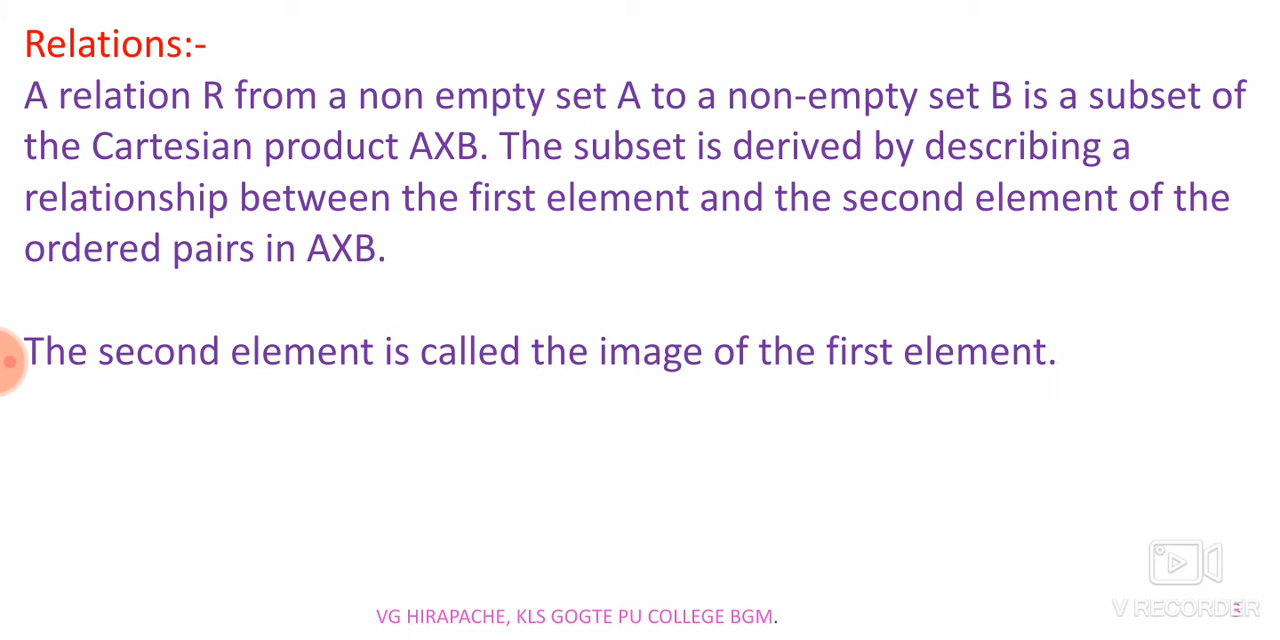 Relations:-
A relation R from a non empty set A to a non-empty set B is a subset of
the Cartesian product AXB. The subset is derived by describing a
relationship between the first element and the second element of the
ordered pairs in AXB.
The second element is called the image of the first element.
VG HIRAPACHE, KLS GOGTE PU COLLEGE BGM.
V RECORDER